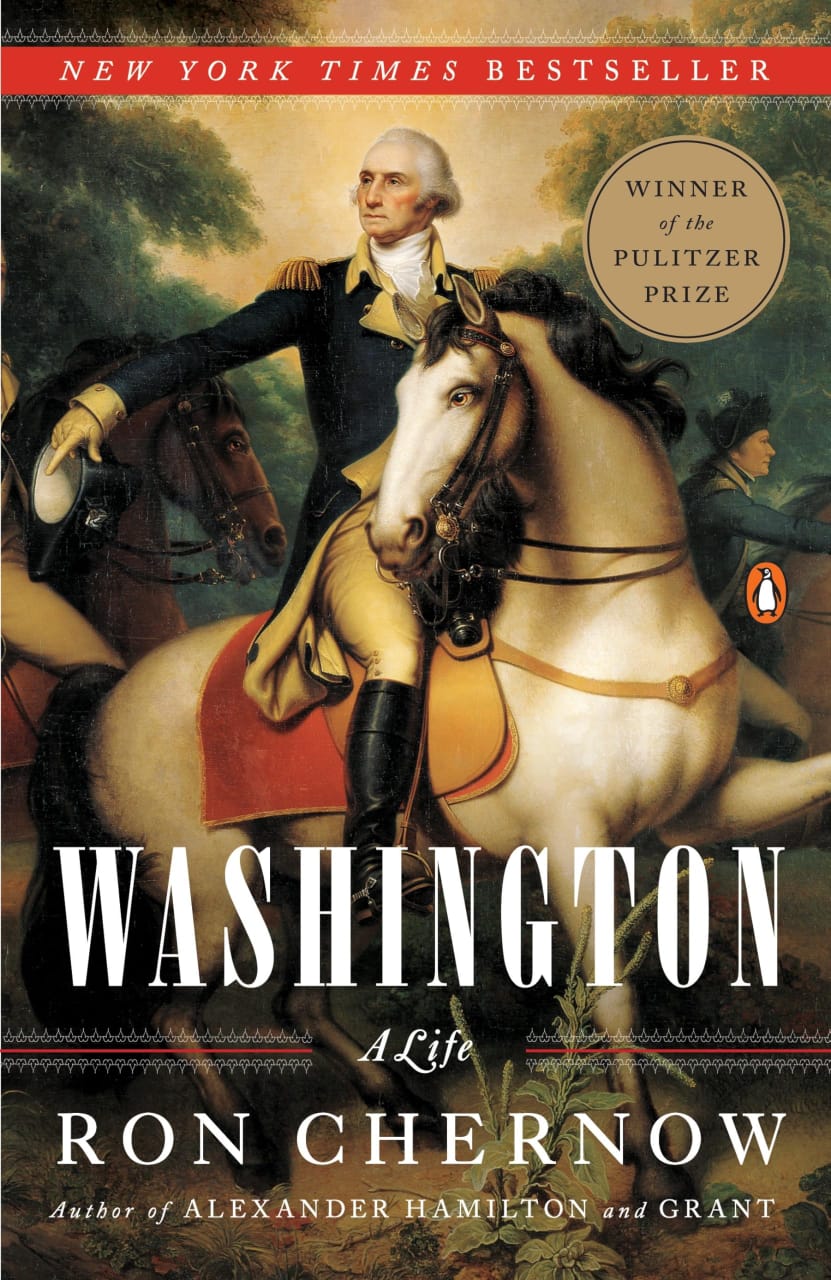 NEW YORK TIMES BESTSELLER
WINNER
of the
PULITZER
PRIZE
WASHINGTON
A Life
RON CHERNOW
Author of ALEXANDER HAMILTON and GRANT